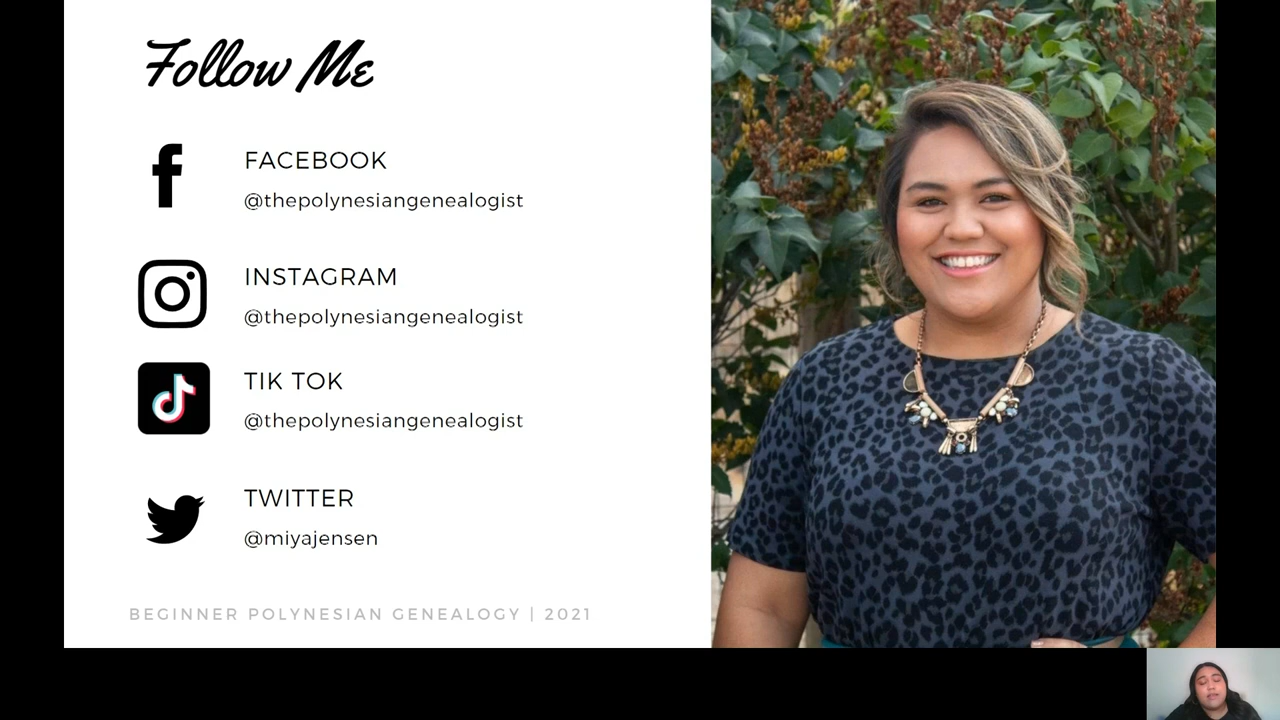 Follow Me
FACEBOOK
@thepolynesiangenealogist
INSTAGRAM
@thepolynesiangenealogist
TIK TOK
@thepolynesiangenealogist
TWITTER
@miyajensen
BEGINNER POLYNESIAN GENEALOGY | 2021